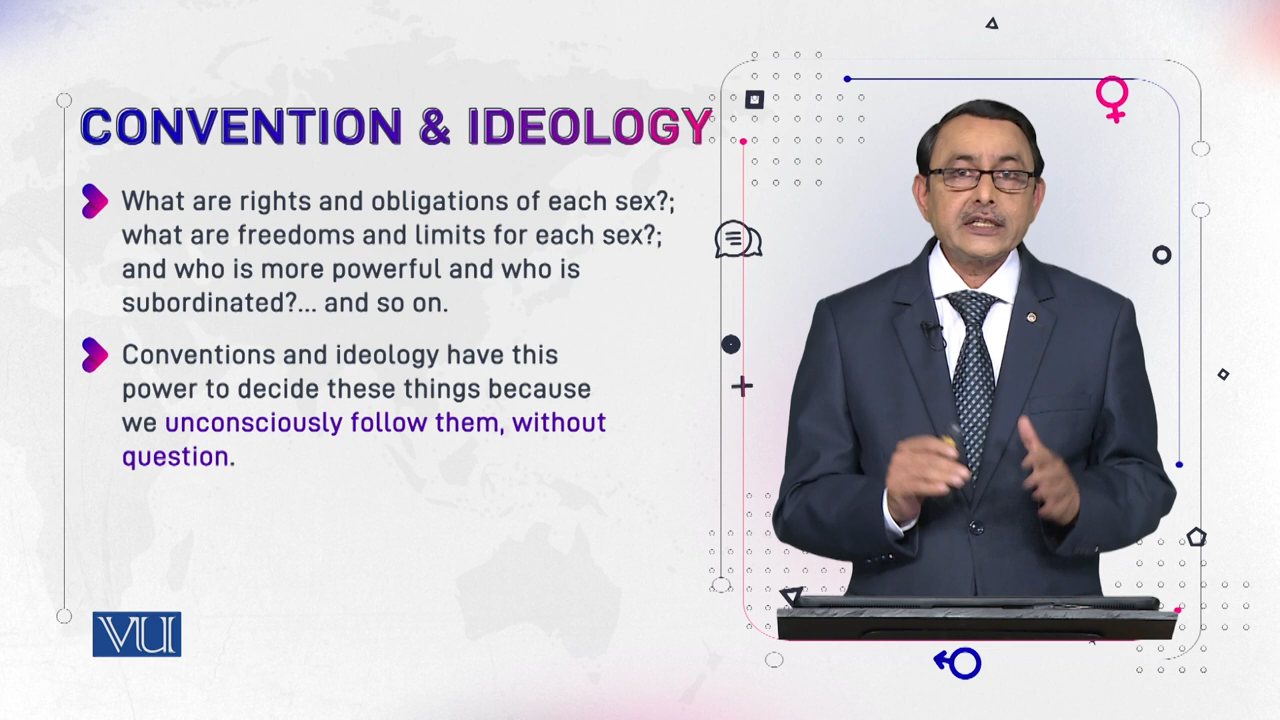 CONVENTION & IDEOLOGY
What are rights and obligations of each sex?;
what are freedoms and limits for each sex?;
and who is more powerful and who is
subordinated?... and so on.
Conventions and ideology have this
power to decide these things because
we unconsciously follow them, without
question.
VU